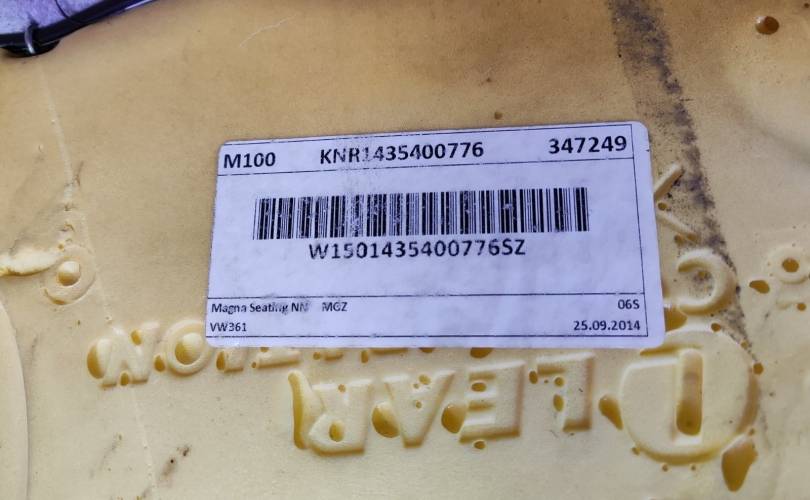 M100 KNR1435400776 347249
W1501435400776SZ
Magna Seating NN MGZ 06S
VW361 25.09.2014
LEAR